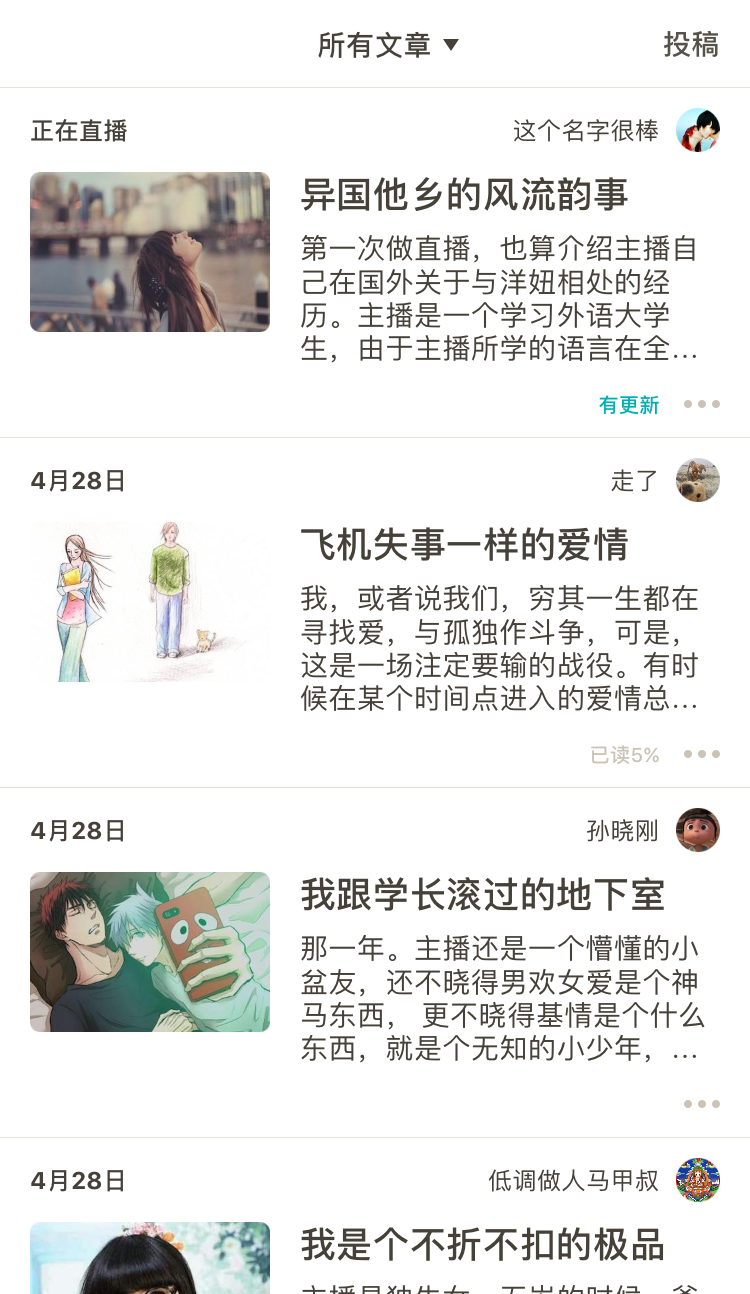 所有文章 ▼
投稿
正在直播
这个名字很棒
异国他乡的风流韵事
第一次做直播，也算介绍主播自
己在国外关于与洋妞相处的经
历。主播是一个学习外语大学
生，由于主播所学的语言在全…
有更新
4月28日
走了
飞机失事一样的爱情
我，或者说我们，穷其一生都在
寻找爱，与孤独作斗争，可是，
这是一场注定要输的战役。有时
候在某个时间点进入的爱情总…
已读5%
4月28日
孙晓刚
我跟学长滚过的地下室
那一年。主播还是一个懵懂的小
盆友，还不晓得男欢女爱是个神
马东西， 更不晓得基情是个什么
东西，就是个无知的小少年，…
4月28日
低调做人马甲叔
我是个不折不扣的极品